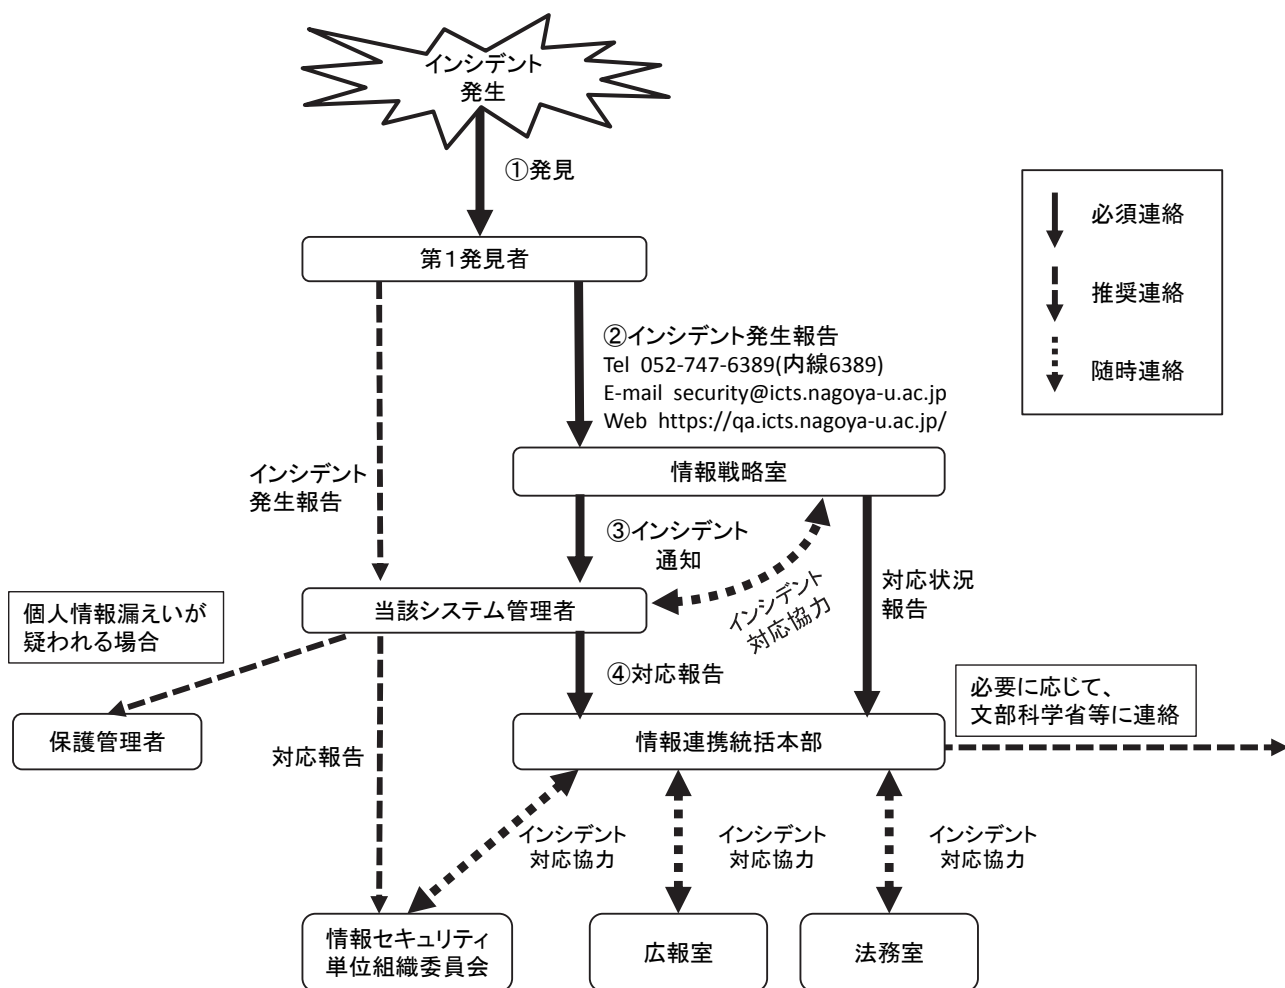 インシデント
発生
①発見
第1発見者
必須連絡
推奨連絡
随時連絡
②インシデント発生報告
Tel 052-747-6389(内線6389)
E-mail security@icts.nagoya-u.ac.jp
Web https://qa.icts.nagoya-u.ac.jp/
インシデント
発生報告
情報戦略室
③インシデント
通知
インシデント
対応協力
対応状況
報告
個人情報漏えいが
疑われる場合
当該システム管理者
④対応報告
必要に応じて、
文部科学省等に連絡
保護管理者
対応報告
情報連携統括本部
インシデント
対応協力
インシデント
対応協力
インシデント
対応協力
情報セキュリティ
単位組織委員会
広報室
法務室